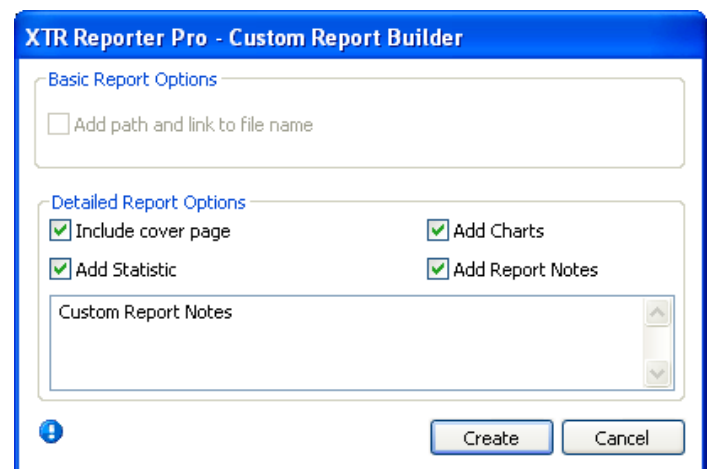 XTR Reporter Pro - Custom Report Builder
Basic Report Options
Add path and link to file name
Detailed Report Options
Include cover page
Add Charts
Add Statistic
Add Report Notes
Custom Report Notes
Create
Cancel